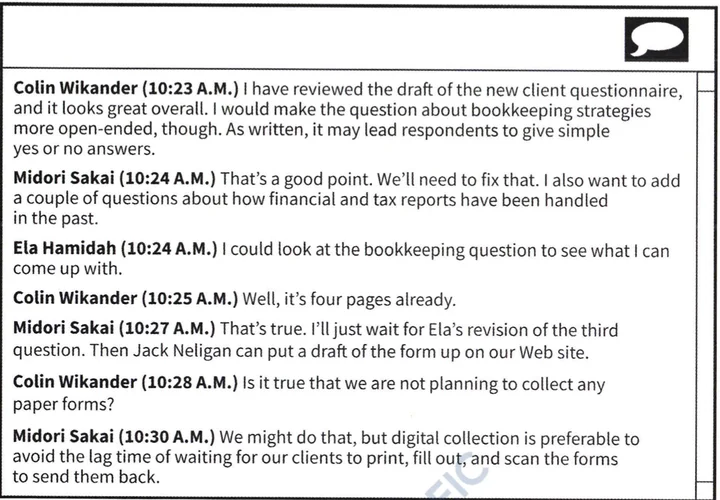 Colin Wikander (10:23 A.M.) I have reviewed the draft of the new client questionnaire,
and it looks great overall. I would make the question about bookkeeping strategies
more open-ended, though. As written, it may lead respondents to give simple
yes or no answers.
Midori Sakai (10:24 A.M.) That's a good point. We'll need to fix that. I also want to add
a couple of questions about how financial and tax reports have been handled
in the past.
Ela Hamidah (10:24 A.M.) I could look at the bookkeeping question to see what I can
come up with.
Colin Wikander (10:25 A.M.) Well, it's four pages already.
Midori Sakai (10:27 A.M.) That's true. I'll just wait for Ela's revision of the third
question. Then Jack Neligan can put a draft of the form up on our Web site.
Colin Wikander (10:28 A.M.) Is it true that we are not planning to collect any
paper forms?
Midori Sakai (10:30 A.M.) We might do that, but digital collection is preferable to
avoid the lag time of waiting for our clients to print, fill out, and scan the forms
to send them back.